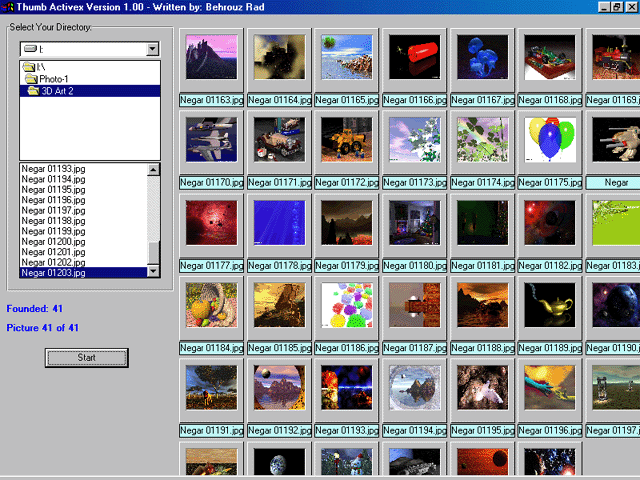 Thumb Activex Version 1.00 - Written by: Behrouz Rad
Select Your Directory:
I:
I:\
Photo-1
3D Art 2
Negar 01193.jpg
Negar 01194.jpg
Negar 01195.jpg
Negar 01196.jpg
Negar 01197.jpg
Negar 01198.jpg
Negar 01199.jpg
Negar 01200.jpg
Negar 01201.jpg
Negar 01202.jpg
Negar 01203.jpg
Founded: 41
Picture 41 of 41
Start
Negar 01163.jpg Negar 01164.jpg Negar 01165.jpg Negar 01166.jpg Negar 01167.jpg Negar 01168.jpg Negar 01169.
Negar 01170.jpg Negar 01171.jpg Negar 01172.jpg Negar 01173.jpg Negar 01174.jpg Negar 01175.jpg Negar
Negar 01177.jpg Negar 01178.jpg Negar 01179.jpg Negar 01180.jpg Negar 01181.jpg Negar 01182.jpg Negar 01183.
Negar 01184.jpg Negar 01185.jpg Negar 01186.jpg Negar 01187.jpg Negar 01188.jpg Negar 01189.jpg Negar 01190.
Negar 01191.jpg Negar 01192.jpg Negar 01193.jpg Negar 01194.jpg Negar 01195.jpg Negar 01196.jpg Negar 01197.